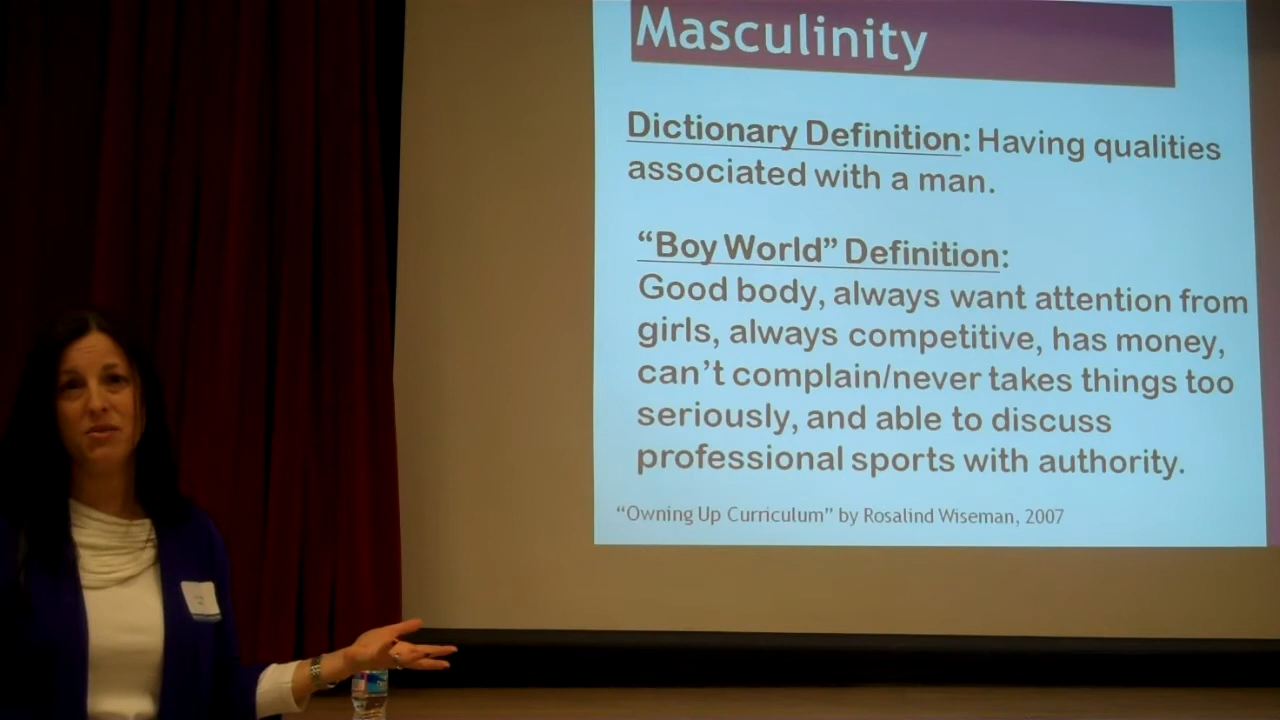 Masculinity
Dictionary Definition: Having qualities
associated with a man.
“Boy World” Definition:
Good body, always want attention from
girls, always competitive, has money,
can’t complain/never takes things too
seriously, and able to discuss
professional sports with authority.
“Owning Up Curriculum” by Rosalind Wiseman, 2007